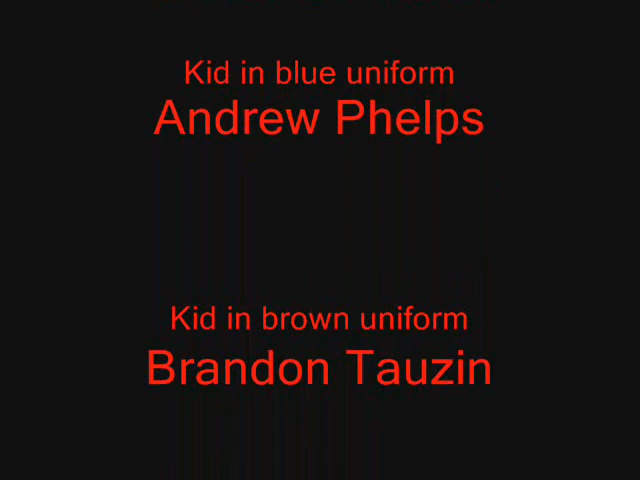 Kid in blue uniform
Andrew Phelps
Kid in brown uniform
Brandon Tauzin